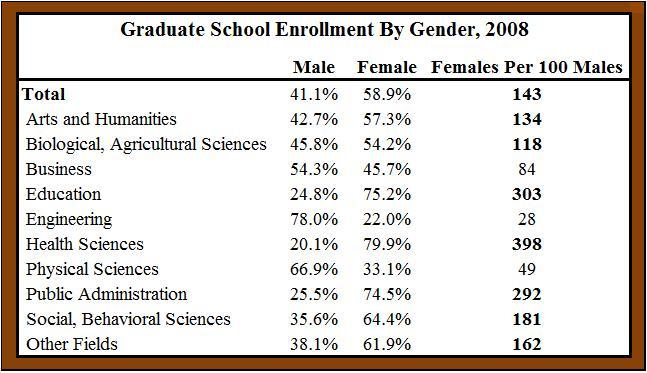 Graduate School Enrollment By Gender, 2008
Male Female Females Per 100 Males
Total 41.1% 58.9% 143
Arts and Humanities 42.7% 57.3% 134
Biological, Agricultural Sciences 45.8% 54.2% 118
Business 54.3% 45.7% 84
Education 24.8% 75.2% 303
Engineering 78.0% 22.0% 28
Health Sciences 20.1% 79.9% 398
Physical Sciences 66.9% 33.1% 49
Public Administration 25.5% 74.5% 292
Social, Behavioral Sciences 35.6% 64.4% 181
Other Fields 38.1% 61.9% 162